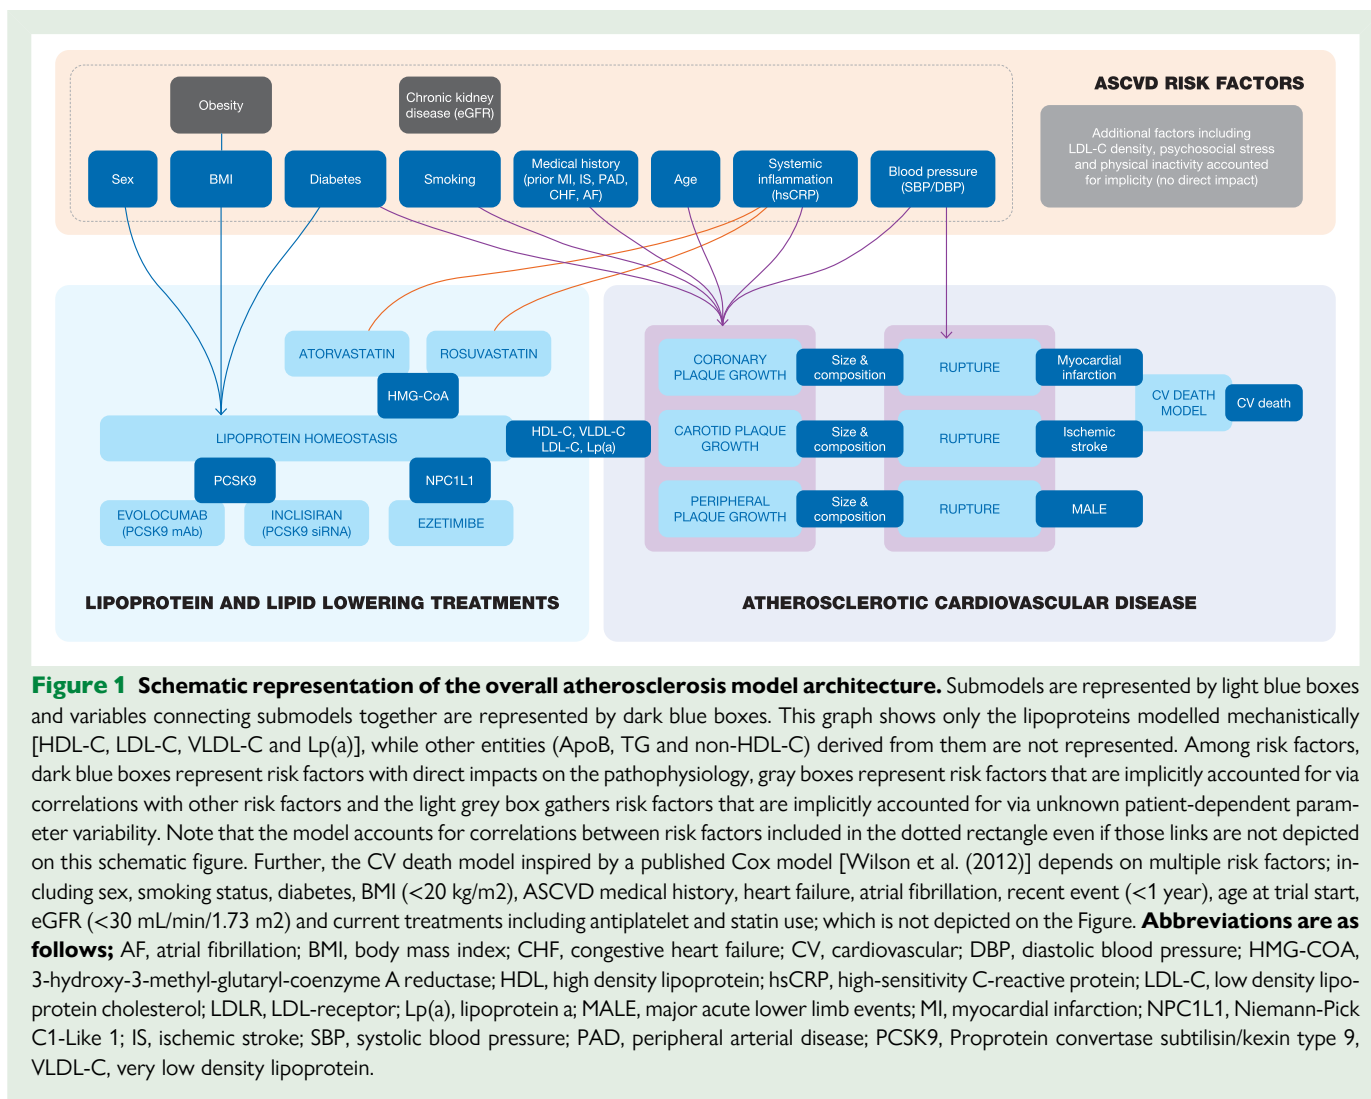 ASCVD RISK FACTORS
Obesity
Chronic kidney
disease (eGFR)
Additional factors including
LDL-C density, psychosocial stress
and physical inactivity accounted
for implicity (no direct impact)
Sex
BMI
Diabetes
Smoking
Medical history
(prior MI, IS, PAD,
CHF, AF)
Age
Systemic
inflammation
(hsCRP)
Blood pressure
(SBP/DBP)
ATORVASTATIN
ROSUVASTATIN
HMG-CoA
LIPOPROTEIN HOMEOSTASIS
HDL-C, VLDL-C
LDL-C, Lp(a)
PCSK9
NPC1L1
EVOLOCUMAB
(PCSK9 mAb)
INCLISIRAN
(PCSK9 siRNA)
EZETIMIBE
LIPOPROTEIN AND LIPID LOWERING TREATMENTS
CORONARY
PLAQUE GROWTH
Size &
composition
RUPTURE
Myocardial
infarction
CV DEATH
MODEL
CV death
CAROTID PLAQUE
GROWTH
Size &
composition
RUPTURE
Ischemic
stroke
PERIPHERAL
PLAQUE GROWTH
Size &
composition
RUPTURE
MALE
ATHEROSCLEROTIC CARDIOVASCULAR DISEASE
Figure 1 Schematic representation of the overall atherosclerosis model architecture. Submodels are represented by light blue boxes
and variables connecting submodels together are represented by dark blue boxes. This graph shows only the lipoproteins modelled mechanistically
[HDL-C, LDL-C, VLDL-C and Lp(a)], while other entities (ApoB, TG and non-HDL-C) derived from them are not represented. Among risk factors,
dark blue boxes represent risk factors with direct impacts on the pathophysiology, gray boxes represent risk factors that are implicitly accounted for via
correlations with other risk factors and the light grey box gathers risk factors that are implicitly accounted for via unknown patient-dependent param-
eter variability. Note that the model accounts for correlations between risk factors included in the dotted rectangle even if those links are not depicted
on this schematic figure. Further, the CV death model inspired by a published Cox model [Wilson et al. (2012)] depends on multiple risk factors; in-
cluding sex, smoking status, diabetes, BMI (<20 kg/m2), ASCVD medical history, heart failure, atrial fibrillation, recent event (<1 year), age at trial start,
eGFR (<30 mL/min/1.73 m2) and current treatments including antiplatelet and statin use; which is not depicted on the Figure. Abbreviations are as
follows; AF, atrial fibrillation; BMI, body mass index; CHF, congestive heart failure; CV, cardiovascular; DBP, diastolic blood pressure; HMG-COA,
3-hydroxy-3-methyl-glutaryl-coenzyme A reductase; HDL, high density lipoprotein; hsCRP, high-sensitivity C-reactive protein; LDL-C, low density lipo-
protein cholesterol; LDLR, LDL-receptor; Lp(a), lipoprotein a; MALE, major acute lower limb events; MI, myocardial infarction; NPC1L1, Niemann-Pick
C1-Like 1; IS, ischemic stroke; SBP, systolic blood pressure; PAD, peripheral arterial disease; PCSK9, Proprotein convertase subtilisin/kexin type 9,
VLDL-C, very low density lipoprotein.